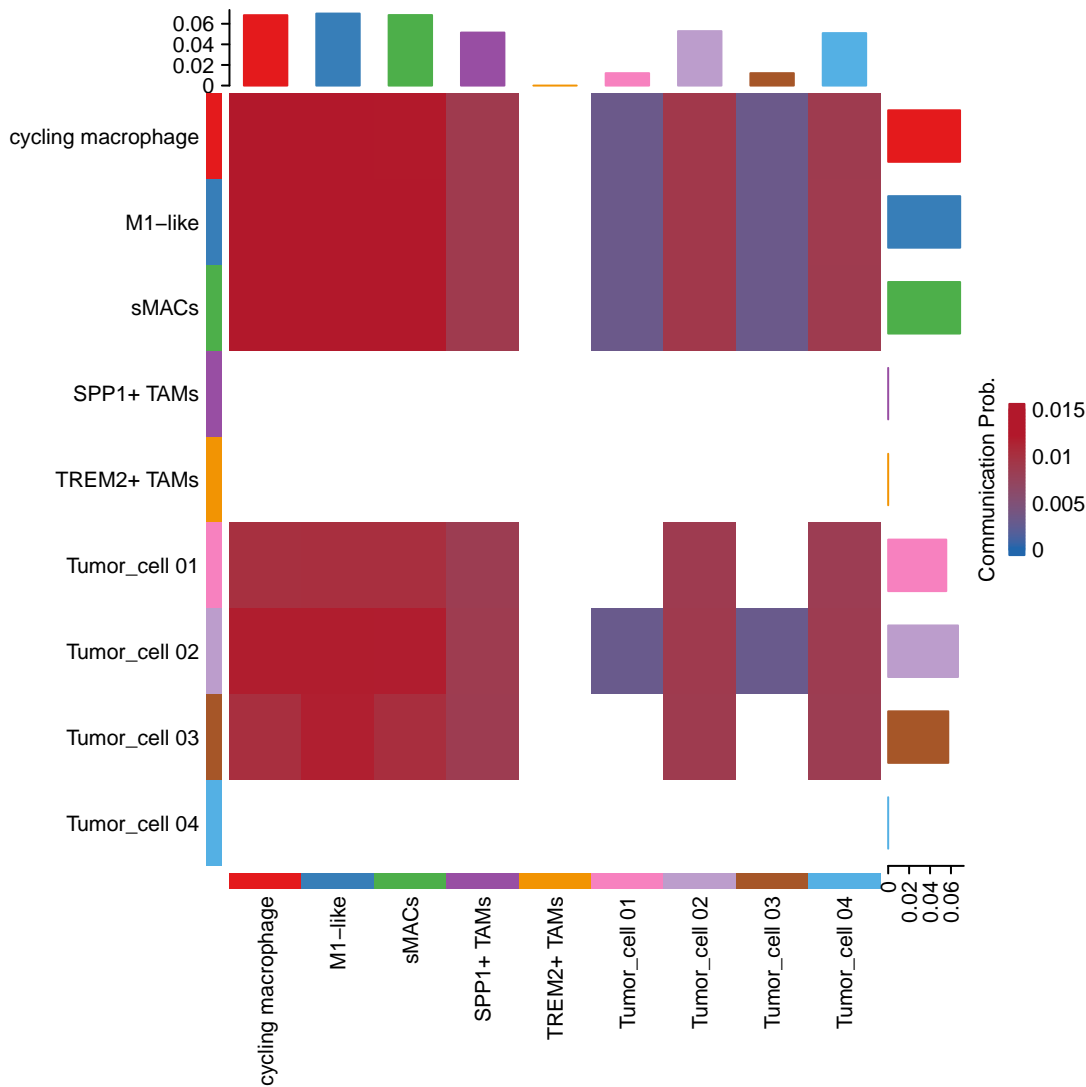 0.06
0.04
0.02
0
cycling macrophage
M1−like
sMACs
SPP1+ TAMs
TREM2+ TAMs
Tumor_cell 01
Tumor_cell 02
Tumor_cell 03
Tumor_cell 04
Communication Prob.
0.015
0.01
0.005
0
0
0.02
0.04
0.06
cycling macrophage
M1−like
sMACs
SPP1+ TAMs
TREM2+ TAMs
Tumor_cell 01
Tumor_cell 02
Tumor_cell 03
Tumor_cell 04